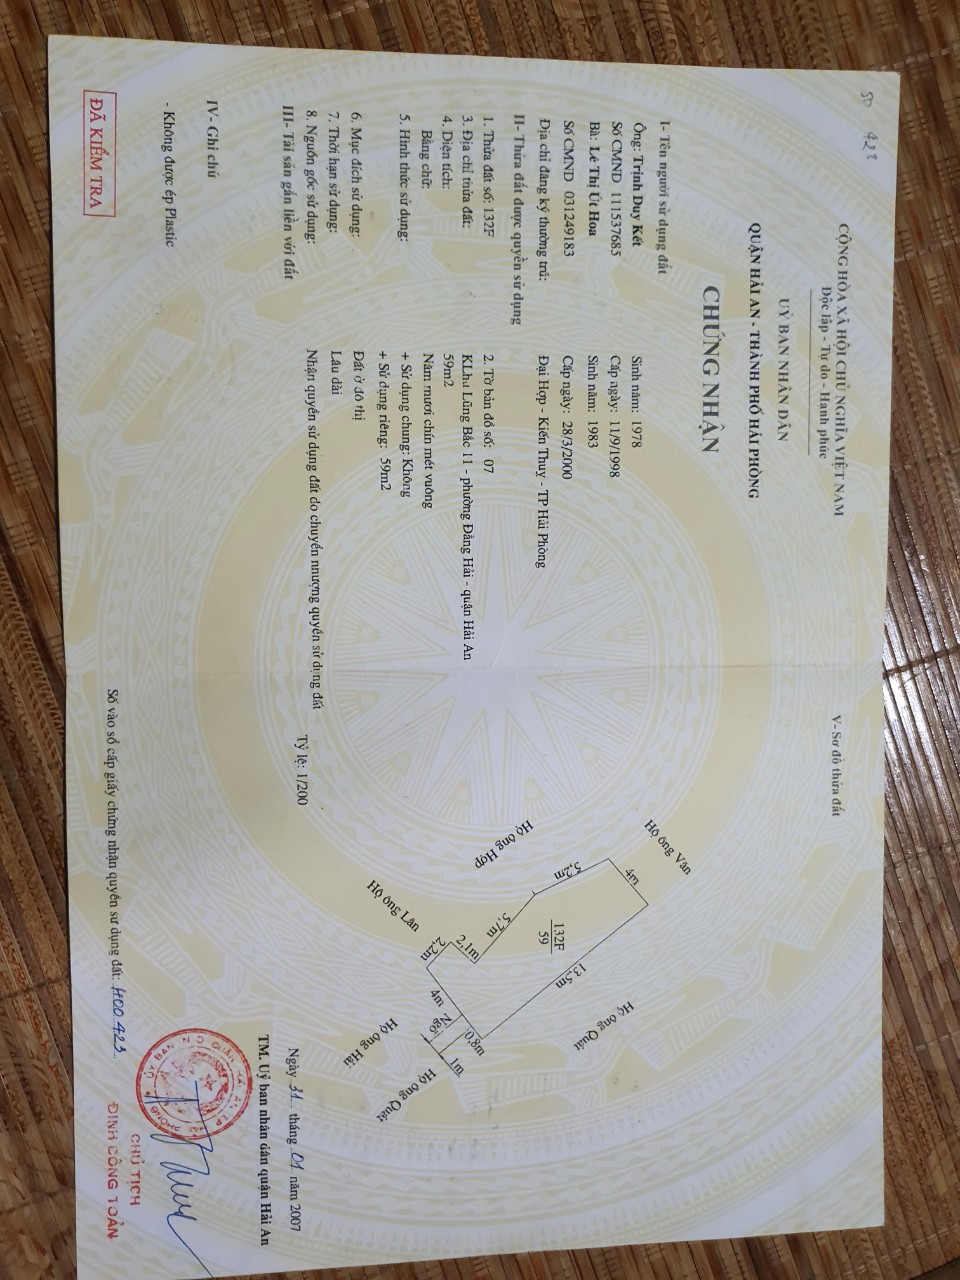 SD
428
CỘNG HÒA XÃ HỘI CHỦ NGHĨA VIỆT NAM
Độc lập - Tự do - Hạnh phúc
UỶ BAN NHÂN DÂN
QUẬN HẢI AN - THÀNH PHỐ HẢI PHÒNG
CHỨNG NHẬN
I- Tên người sử dụng đất
Ông: Trịnh Duy Kết Sinh năm: 1978
Số CMND 111537685 Cấp ngày: 11/9/1998
Bà: Lê Thị Út Hoa Sinh năm: 1983
Số CMND 031249183 Cấp ngày: 28/3/2000
Địa chỉ đăng ký thường trú: Đại Hợp - Kiến Thuỵ - TP Hải Phòng
II- Thửa đất được quyền sử dụng
1. Thửa đất số: 132F 2. Tờ bản đồ số: 07
3. Địa chỉ thửa đất: KLhu Lũng Bắc 11 - phường Đằng Hải - quận Hải An
4. Diện tích: 59m2
Bằng chữ: Năm mươi chín mét vuông
5. Hình thức sử dụng: + Sử dụng chung: Không
+ Sử dụng riêng: 59m2
6. Mục đích sử dụng: Đất ở đô thị
7. Thời hạn sử dụng: Lâu dài
8. Nguồn gốc sử dụng: Nhận quyền sử dụng đất do chuyển nhượng quyền sử dụng đất
III- Tài sản gắn liền với đất
IV- Ghi chú
- Không được ép Plastic
ĐÃ KIỂM TRA
V- Sơ đồ thửa đất
Hộ ông Vân
4m
5,2m
Hộ ông Hợp
132F
59
5,7m
13,5m
Hộ ông Quát
2,1m
Hộ ông Lân
2,2m
4m
Ngõ
0,8m
1m
Hộ ông Hải
Hộ ông Quát
Tỷ lệ: 1/200
Ngày 31 tháng 01 năm 2007
TM. Uỷ ban nhân dân quận Hải An
CHỦ TỊCH
ĐINH CÔNG TOẢN
Số vào sổ cấp giấy chứng nhận quyền sử dụng đất: H00.423